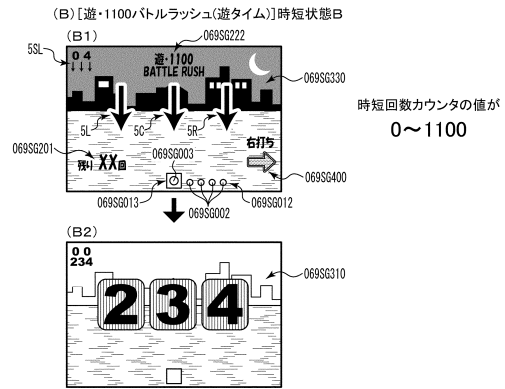 (B)[遊・1100バトルラッシュ(遊タイム)]時短状態B
(B1)
069SG222
5SL
0 4
↓↓↓
遊・1100
BATTLE RUSH
069SG330
時短回数カウンタの値が
0～1100
5L
5C
5R
069SG201
069SG003
残り XX回
右打ち
069SG400
069SG013
069SG002
069SG012
(B2)
0 0
234
069SG310
2 3 4